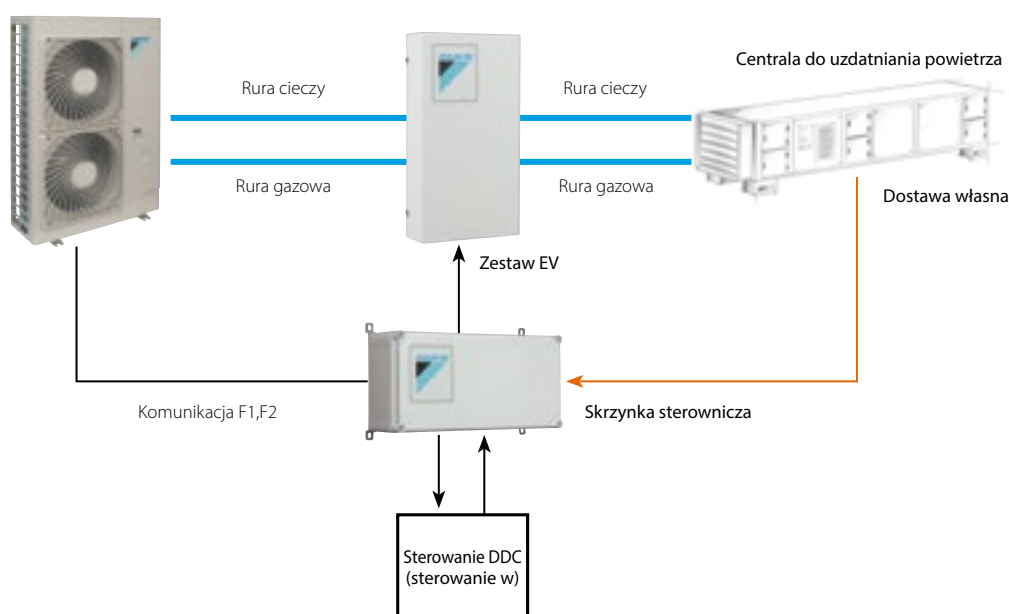 Centrala do uzdatniania powietrza
Rura cieczy
Rura cieczy
Rura gazowa
Rura gazowa
Dostawa własna
Zestaw EV
Komunikacja F1,F2
Skrzynka sterownicza
Sterowanie DDC
(sterowanie w)